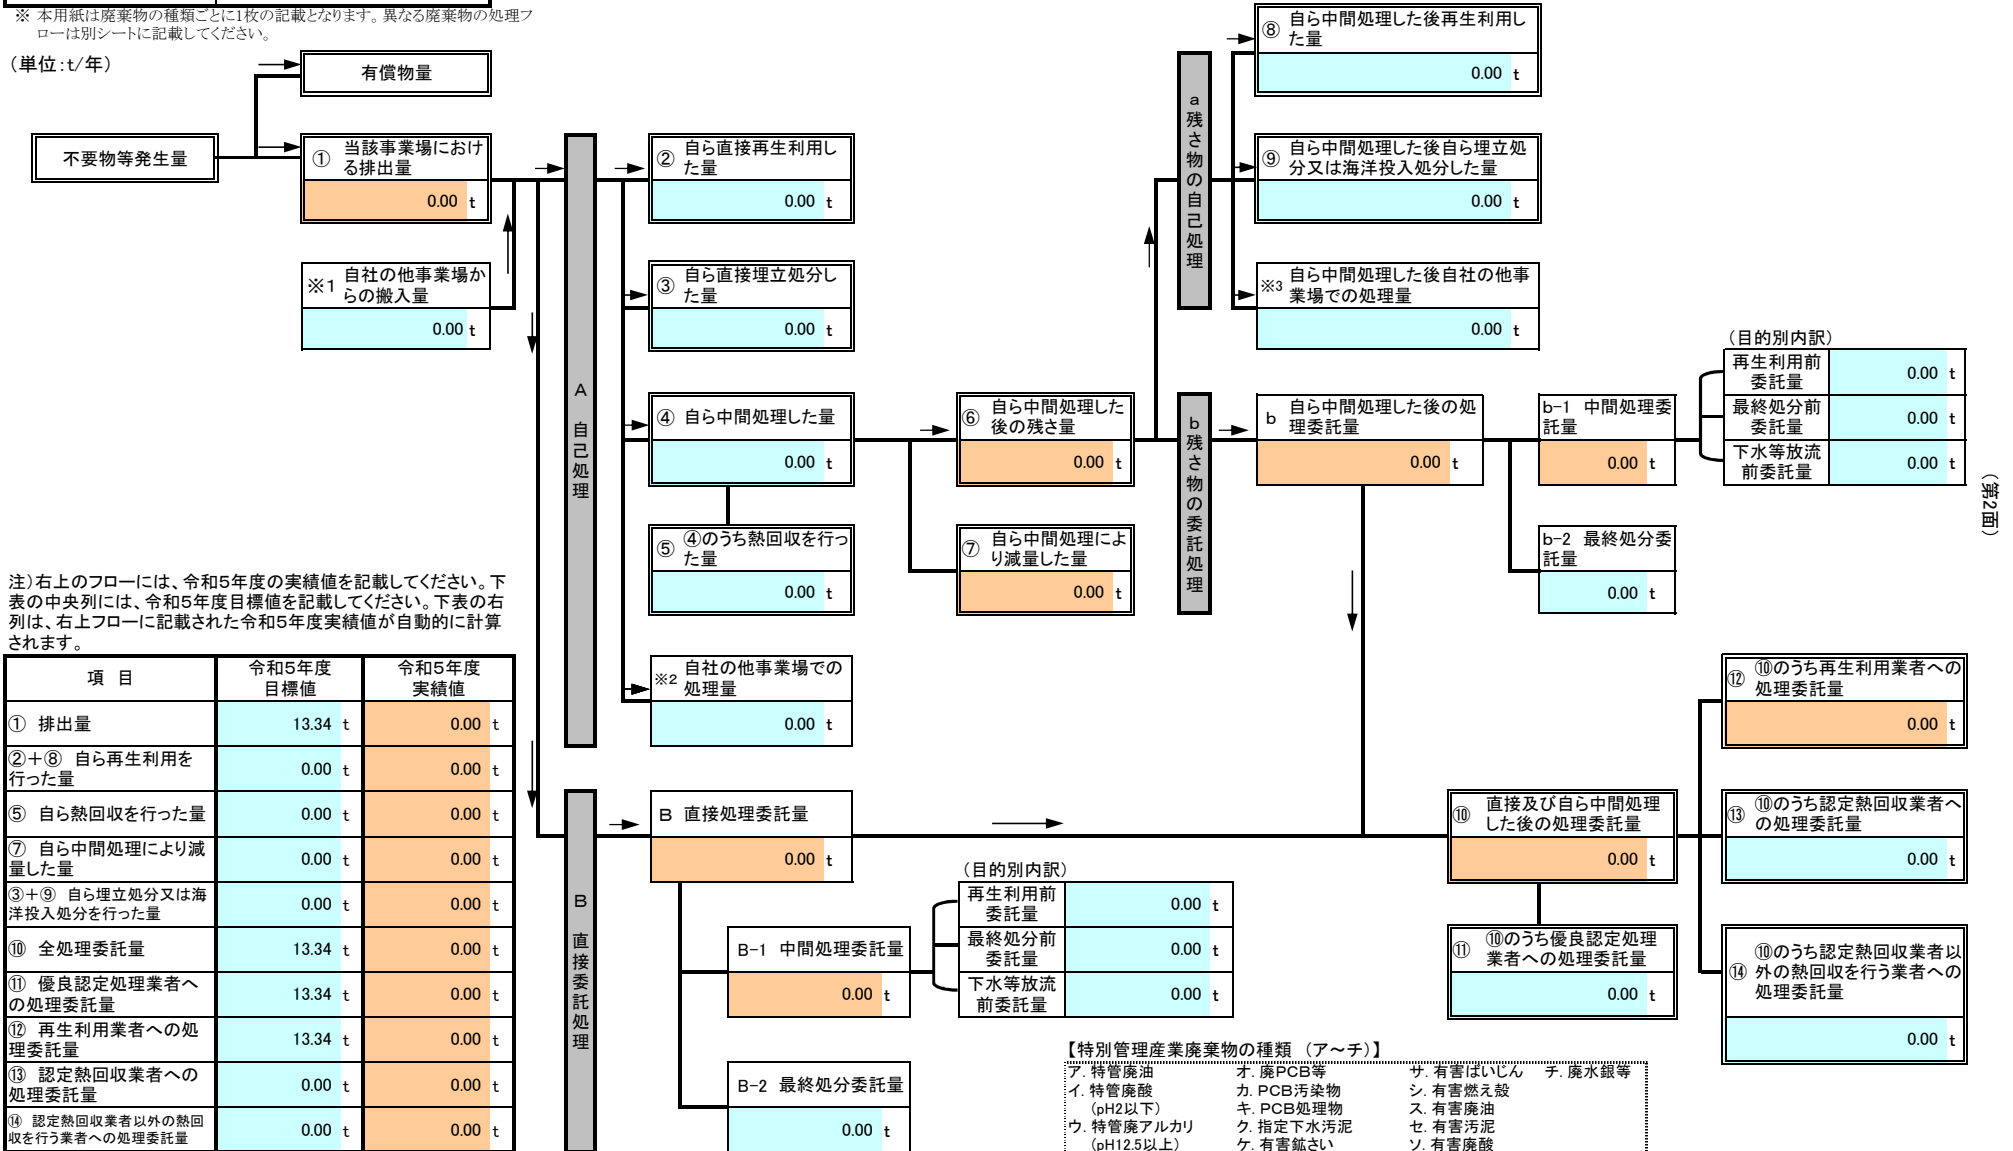 ※ 本用紙は廃棄物の種類ごとに1枚の記載となります。異なる廃棄物の処理フ
ローは別シートに記載してください。
（単位:t/年）
有償物量
不要物等発生量
① 当該事業場におけ
る排出量
0.00 t
※1 自社の他事業場か
らの搬入量
0.00 t
A 自己処理
② 自ら直接再生利用し
た量
0.00 t
③ 自ら直接埋立処分し
た量
0.00 t
④ 自ら中間処理した量
0.00 t
⑤ ④のうち熱回収を行っ
た量
0.00 t
※2 自社の他事業場での
処理量
0.00 t
⑥ 自ら中間処理した
後の残さ量
0.00 t
⑦ 自ら中間処理によ
り減量した量
0.00 t
a 残さ物の自己処理
⑧ 自ら中間処理した後再生利用し
た量
0.00 t
⑨ 自ら中間処理した後自ら埋立処
分又は海洋投入処分した量
0.00 t
※3 自ら中間処理した後自社の他事
業場での処理量
0.00 t
b 残さ物の委託処理
b 自ら中間処理した後の処
理委託量
0.00 t
b-1 中間処理委
託量
0.00 t
b-2 最終処分委
託量
0.00 t
（目的別内訳）
再生利用前
委託量
0.00 t
最終処分前
委託量
0.00 t
下水等放流
前委託量
0.00 t
（第2面）
注）右上のフローには、令和5年度の実績値を記載してください。下
表の中央列には、令和5年度目標値を記載してください。下表の右
列は、右上フローに記載された令和5年度実績値が自動的に計算
されます。
項 目
令和5年度
目標値
令和5年度
実績値
① 排出量 13.34 t 0.00 t
②＋⑧ 自ら再生利用を
行った量 0.00 t 0.00 t
⑤ 自ら熱回収を行った量 0.00 t 0.00 t
⑦ 自ら中間処理により減
量した量 0.00 t 0.00 t
③＋⑨ 自ら埋立処分又は海
洋投入処分を行った量 0.00 t 0.00 t
⑩ 全処理委託量 13.34 t 0.00 t
⑪ 優良認定処理業者へ
の処理委託量 13.34 t 0.00 t
⑫ 再生利用業者への処
理委託量 13.34 t 0.00 t
⑬ 認定熱回収業者への
処理委託量 0.00 t 0.00 t
⑭ 認定熱回収業者以外の熱回
収を行う業者への処理委託量 0.00 t 0.00 t
B 直接委託処理
B 直接処理委託量
0.00 t
B-1 中間処理委託量
0.00 t
B-2 最終処分委託量
0.00 t
（目的別内訳）
再生利用前
委託量
0.00 t
最終処分前
委託量
0.00 t
下水等放流
前委託量
0.00 t
⑩ 直接及び自ら中間処理
した後の処理委託量
0.00 t
⑪ ⑩のうち優良認定処理
業者への処理委託量
0.00 t
⑫ ⑩のうち再生利用業者への
処理委託量
0.00 t
⑬ ⑩のうち認定熱回収業者へ
の処理委託量
0.00 t
⑭ ⑩のうち認定熱回収業者以
外の熱回収を行う業者への
処理委託量
0.00 t
【特別管理産業廃棄物の種類 （ア～チ）】
ア. 特管廃油 オ. 廃PCB等 サ. 有害ばいじん チ. 廃水銀等
イ. 特管廃酸 カ. PCB汚染物 シ. 有害燃え殻
（pH2以下） キ. PCB処理物 ス. 有害廃油
ウ. 特管廃アルカリ ク. 指定下水汚泥 セ. 有害汚泥
（pH12.5以上） ケ. 有害鉱さい ソ. 有害廃酸